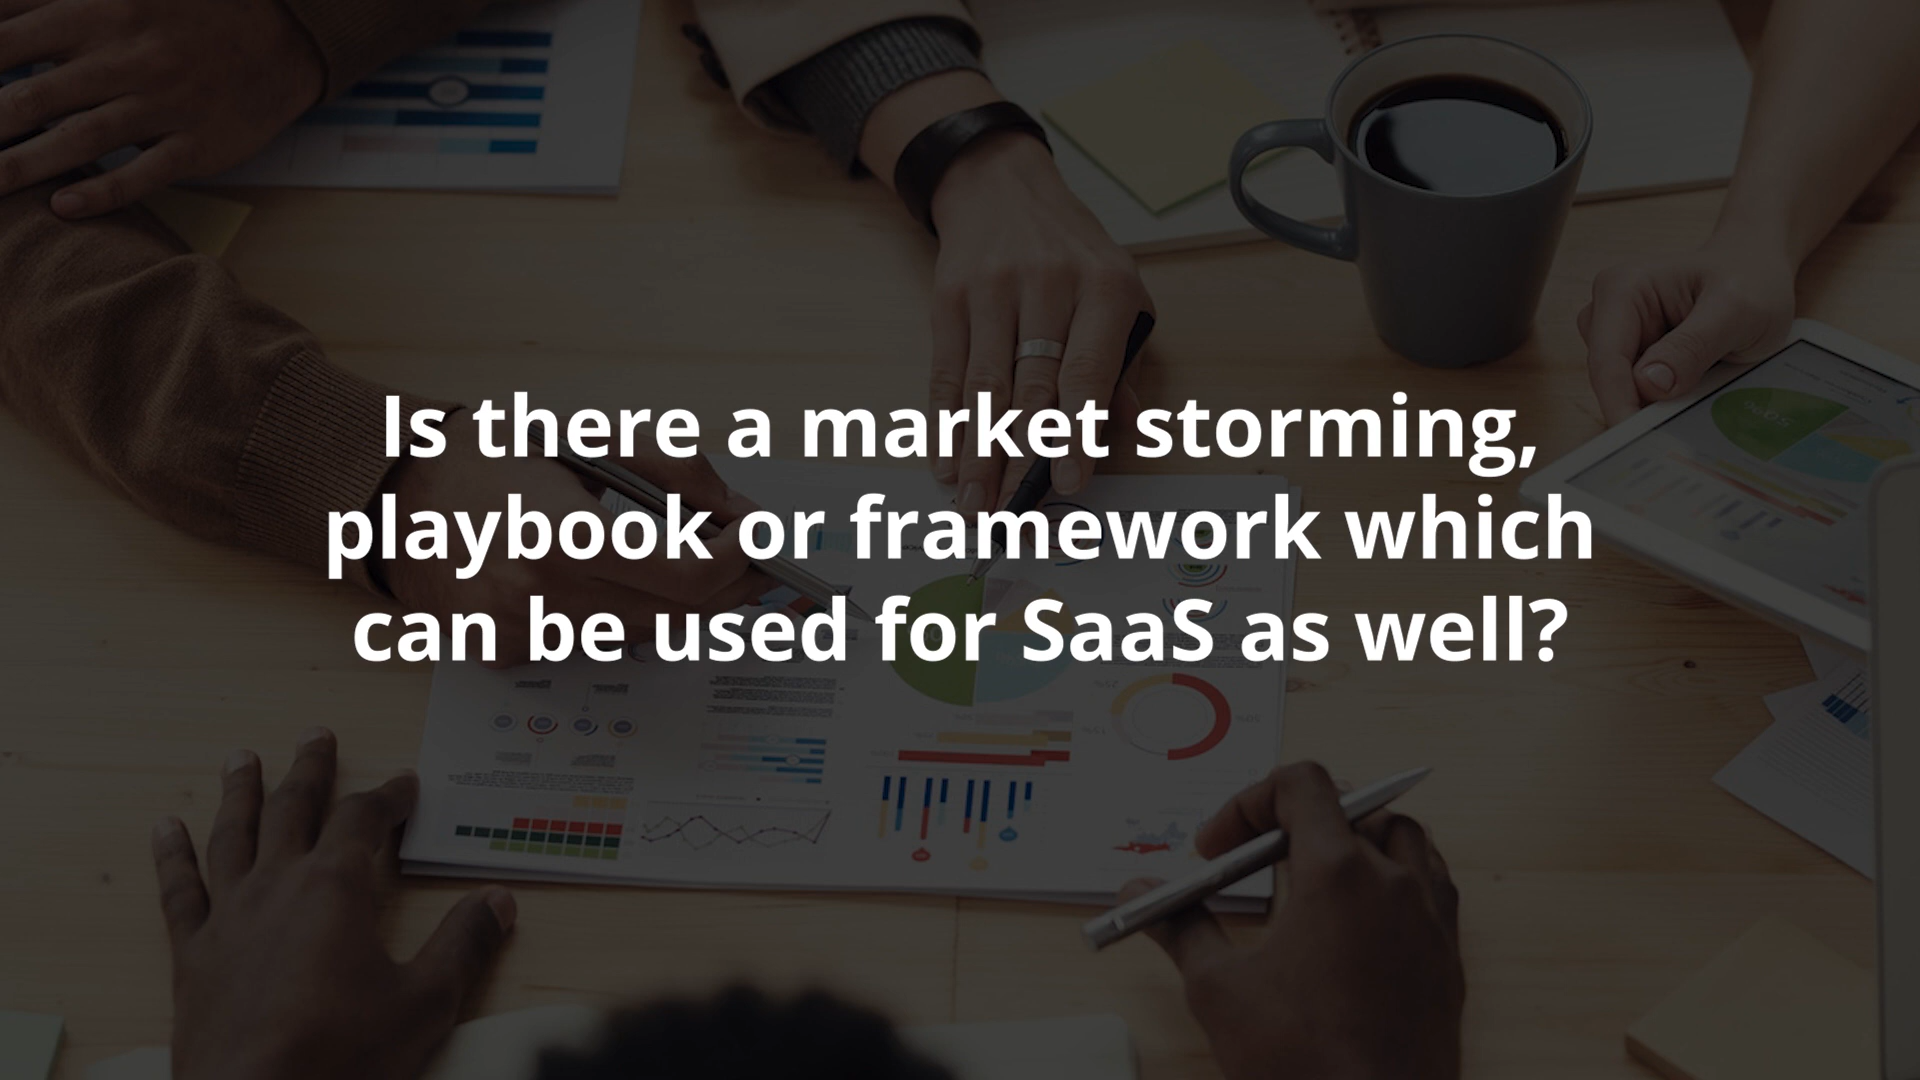 Is there a market storming,
playbook or framework which
can be used for SaaS as well?